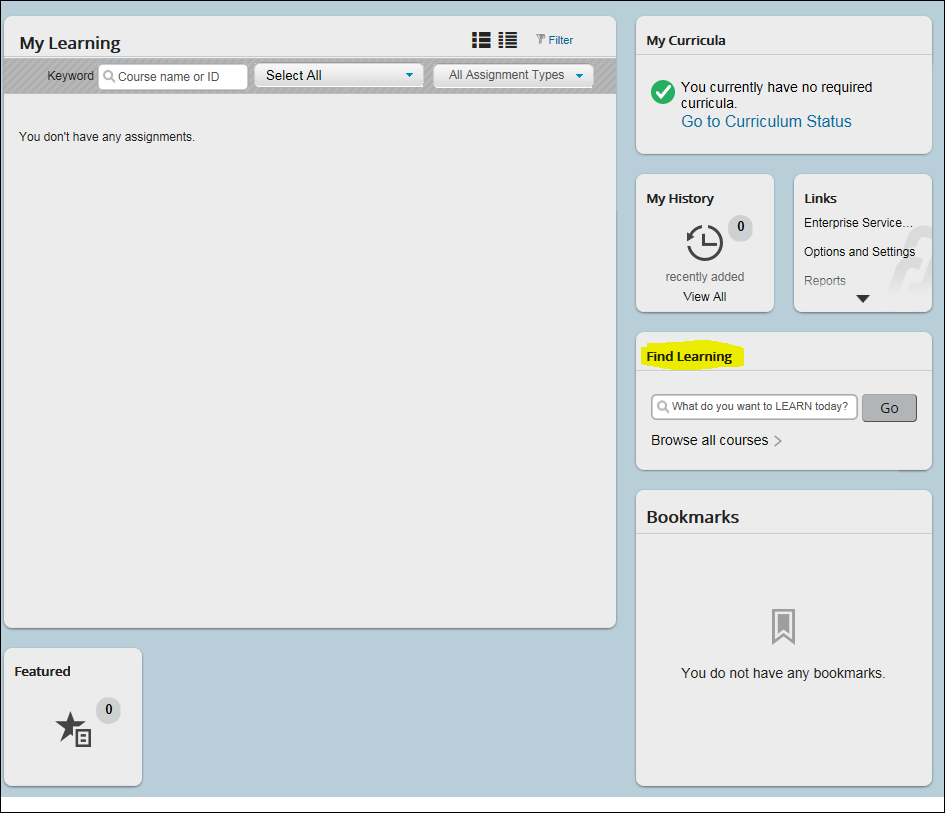 My Learning
Filter
Keyword
Course name or ID
Select All
All Assignment Types
You don't have any assignments.
My Curricula
You currently have no required
curricula.
Go to Curriculum Status
My History
0
recently added
View All
Links
Enterprise Service...
Options and Settings
Reports
Find Learning
What do you want to LEARN today?
Go
Browse all courses
Bookmarks
You do not have any bookmarks.
Featured
0